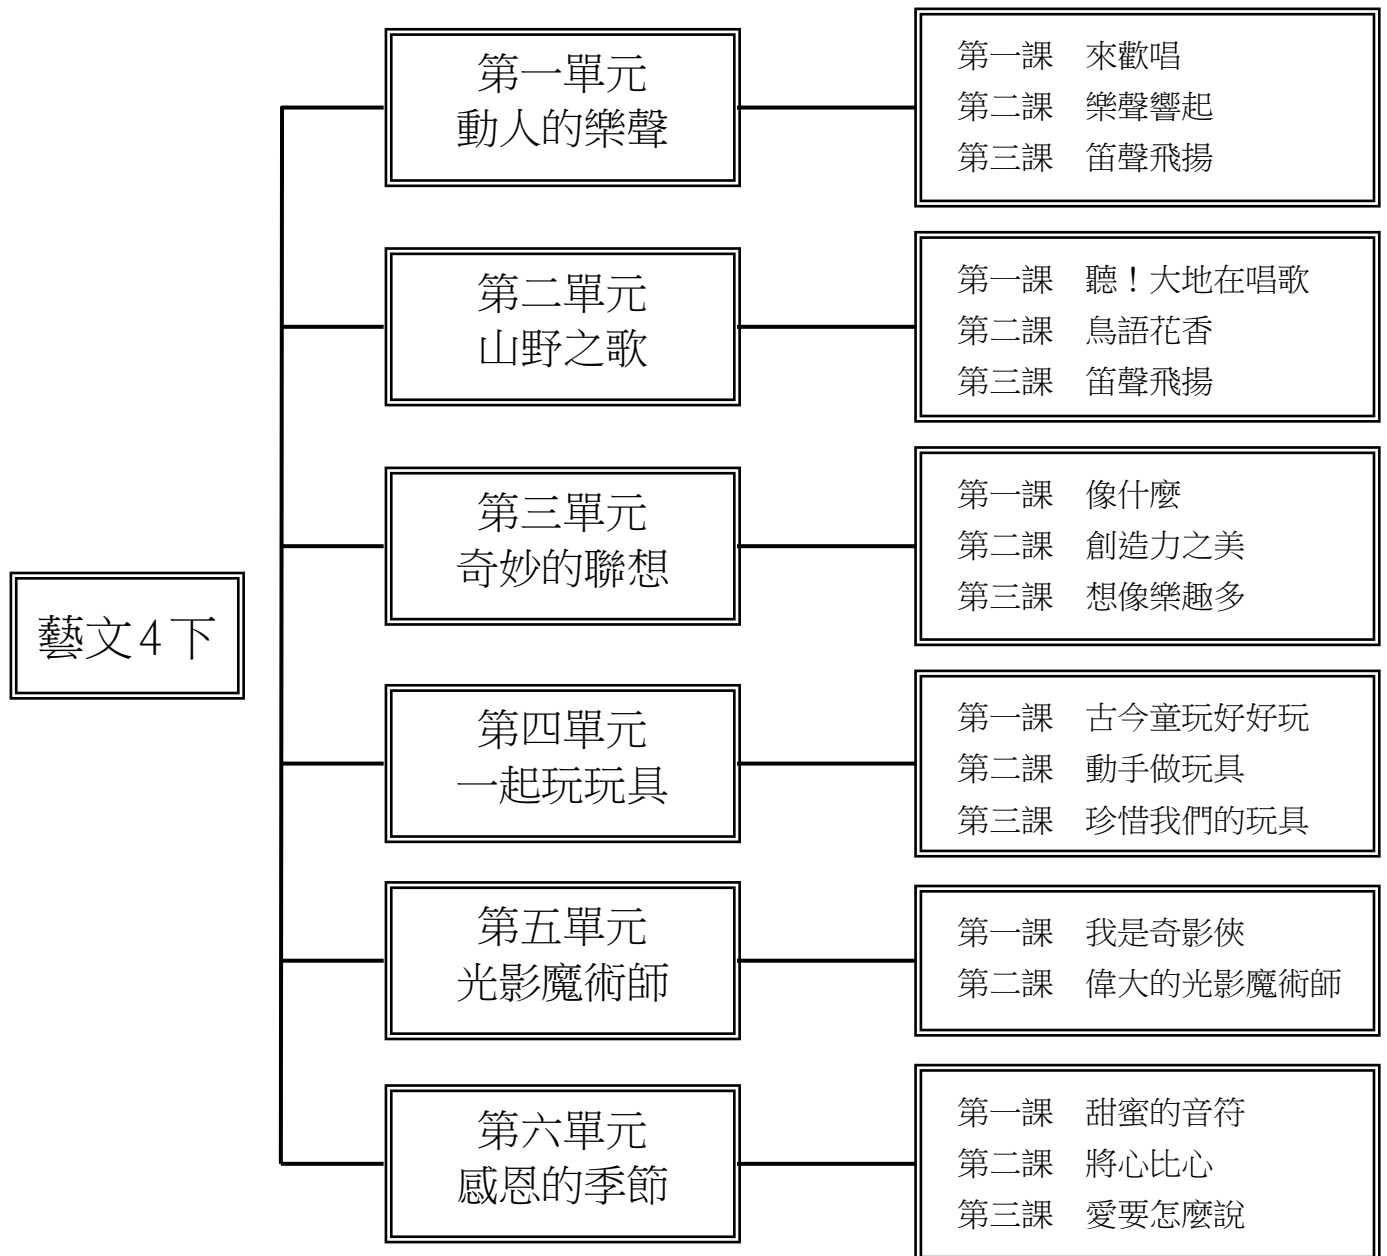 藝文4下
第一單元
動人的樂聲
第一課 來歡唱
第二課 樂聲響起
第三課 笛聲飛揚
第二單元
山野之歌
第一課 聽！大地在唱歌
第二課 鳥語花香
第三課 笛聲飛揚
第三單元
奇妙的聯想
第一課 像什麼
第二課 創造力之美
第三課 想像樂趣多
第四單元
一起玩玩具
第一課 古今童玩好好玩
第二課 動手做玩具
第三課 珍惜我們的玩具
第五單元
光影魔術師
第一課 我是奇影俠
第二課 偉大的光影魔術師
第六單元
感恩的季節
第一課 甜蜜的音符
第二課 將心比心
第三課 愛要怎麼說